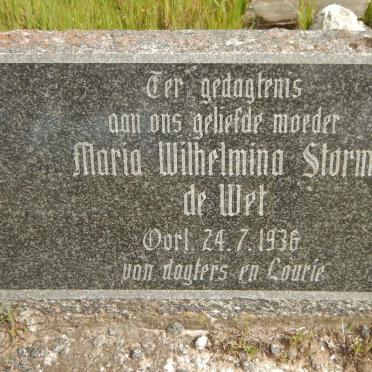 Ter gedagtenis
aan ons geliefde moeder
Maria Wilhelmina Storm
de Wet
Oorl. 24.7.1936
van dogters en Lourie